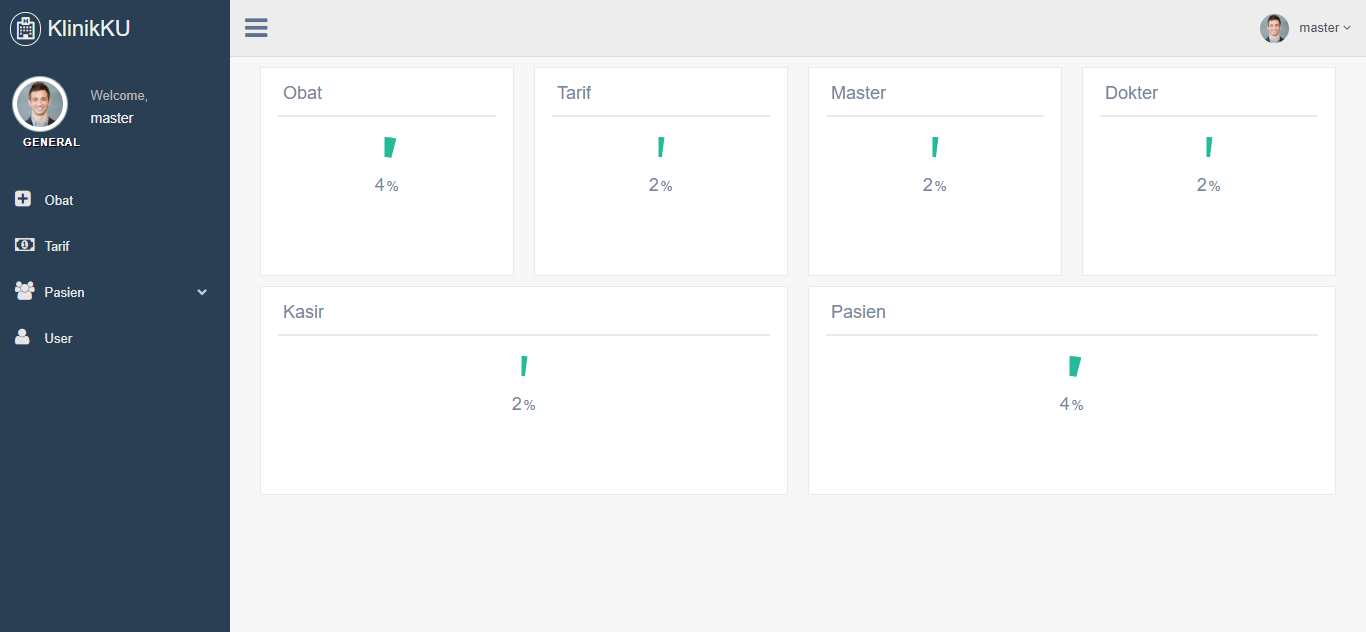 KlinikKU
master
Welcome,
master
GENERAL
Obat
Tarif
Pasien
User
Obat
4%
Tarif
2%
Master
2%
Dokter
2%
Kasir
2%
Pasien
4%